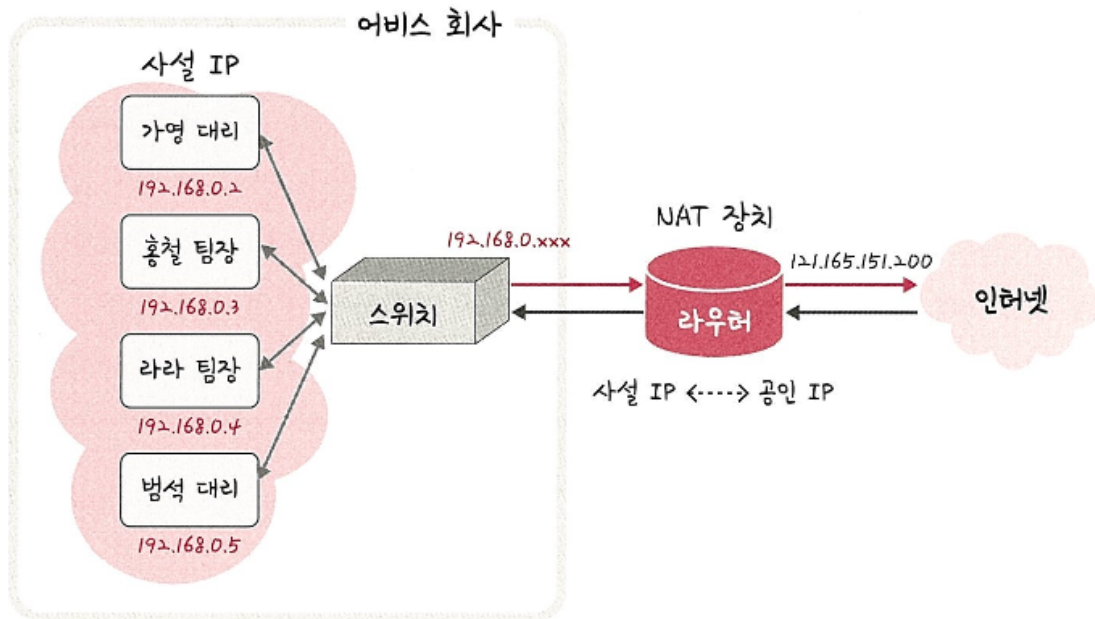 어비스 회사
사설 IP
가영 대리
192.168.0.2
홍철 팀장
192.168.0.3
라라 팀장
192.168.0.4
범석 대리
192.168.0.5
스위치
192.168.0.xxx
NAT 장치
라우터
121.165.151.200
인터넷
사설 IP <----> 공인 IP